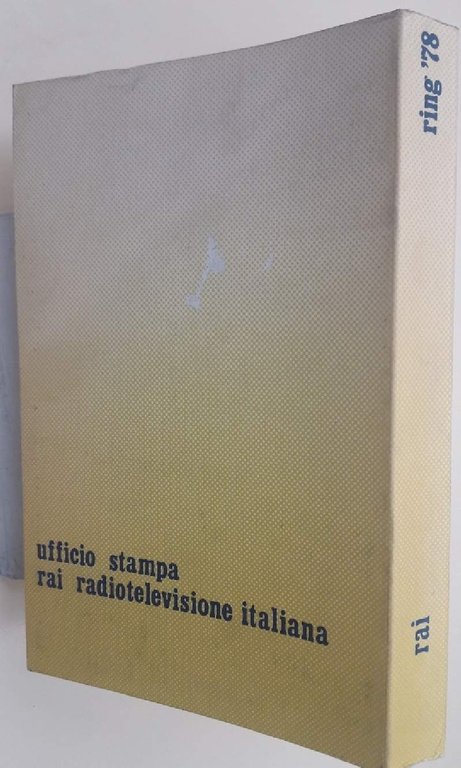 ufficio stampa
rai radiotelevisione italiana
ring '78
rai